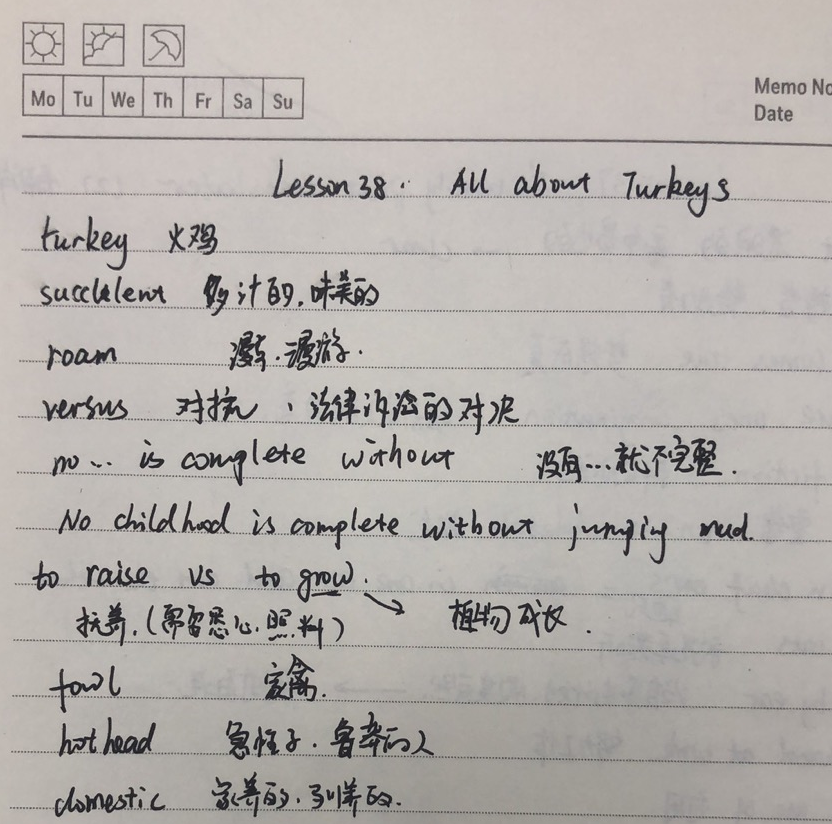 Mo Tu We Th Fr Sa Su
Memo No
Date
Lesson 38. All about Turkeys
turkey 火鸡
succulent 多汁的,味美的
roam 漫步.漫游.
versus 对抗、法律诉讼的对决
no... is complete without 没有...就不完整.
No childhood is complete without jumping mud.
to raise vs to grow.
抚养.(需留悉心.照料) 植物成长.
fowl 家禽.
hothead 急性子.鲁莽的人
domestic 家养的.驯养的.